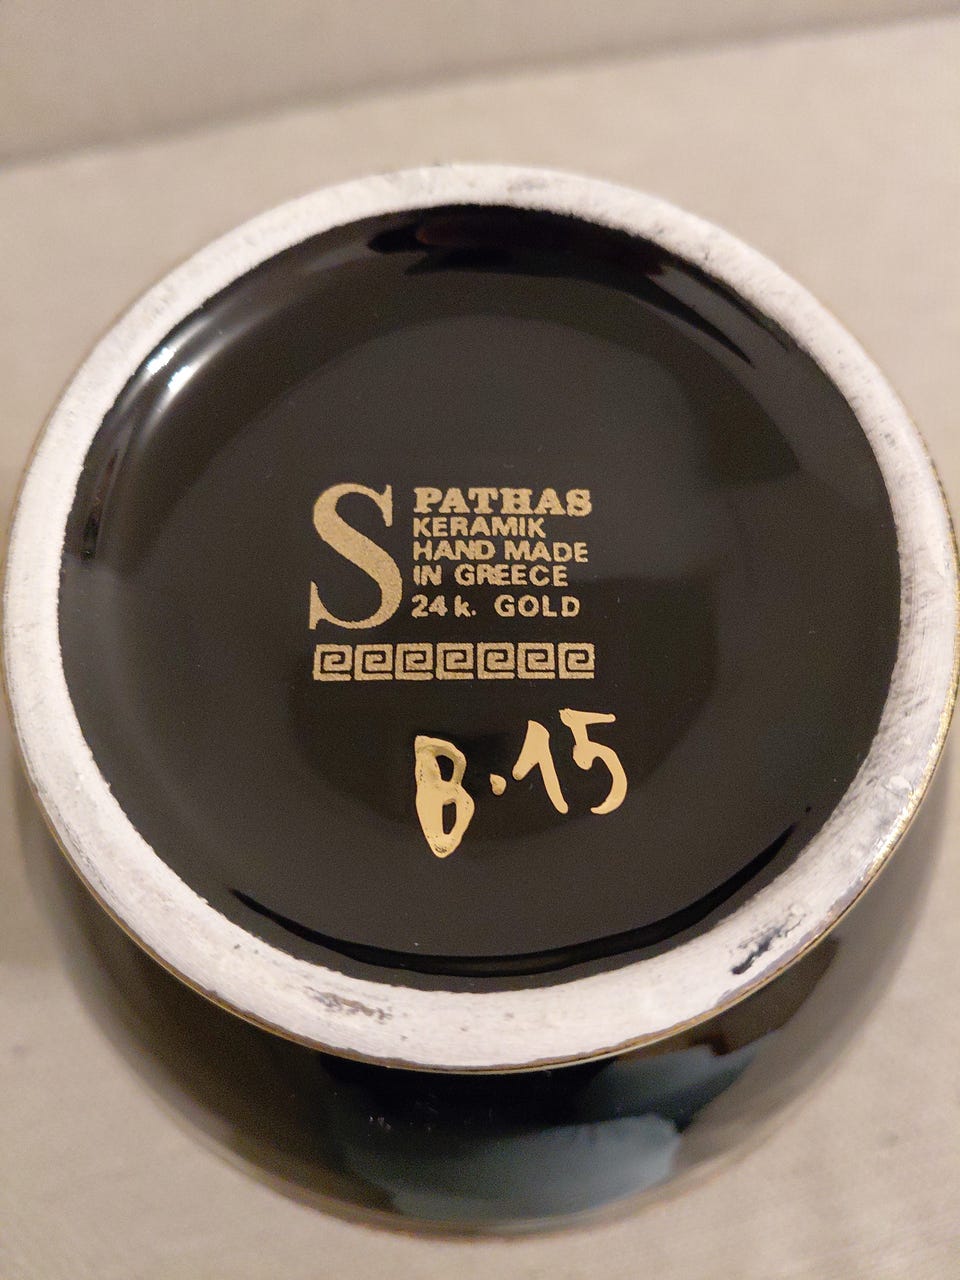 SPATHAS
KERAMIK
HAND MADE
IN GREECE
24 k. GOLD
B.15